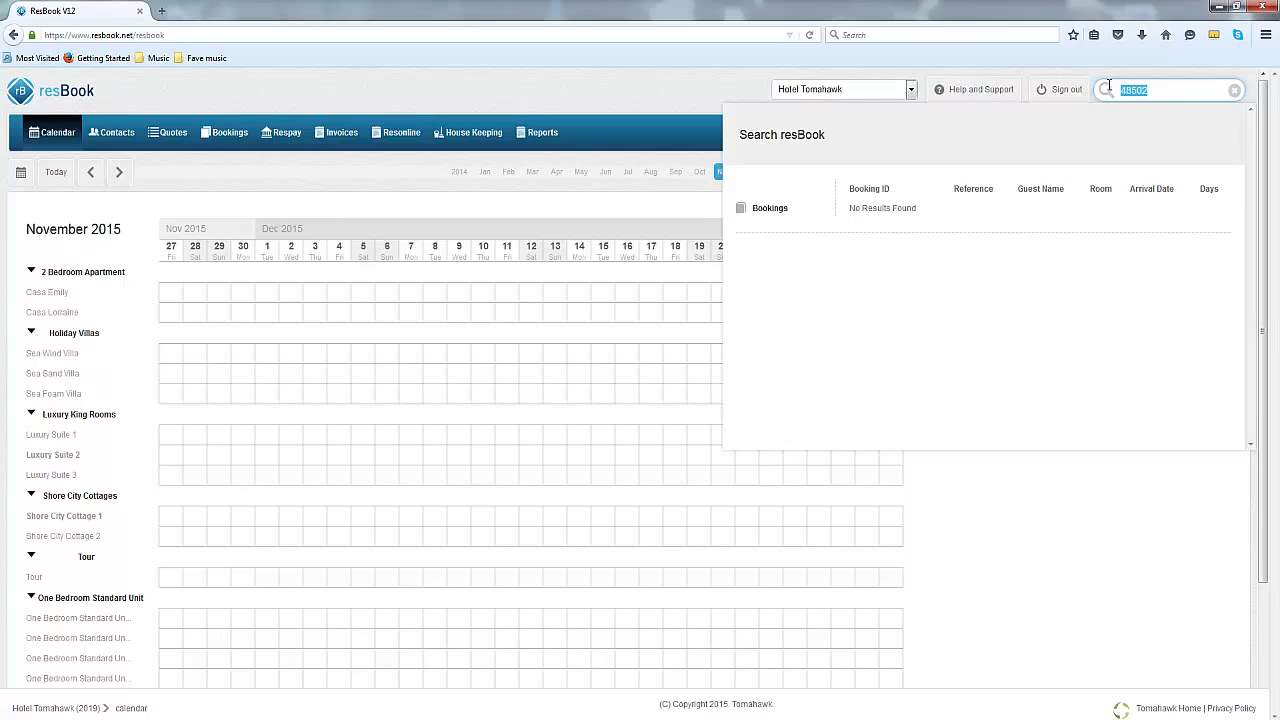 ResBook V12
https://www.resbook.net/resbook
Search
Most Visited Getting Started Music Fave music
rB resBook
Hotel Tomahawk Help and Support Sign out 48502
Calendar Contacts Quotes Bookings Respay Invoices Resonline House Keeping Reports
Search resBook
Today
2014 Jan Feb Mar Apr May Jun Jul Aug Sep Oct N
Booking ID Reference Guest Name Room Arrival Date Days
Bookings No Results Found
November 2015
Nov 2015 Dec 2015
27 28 29 30 1 2 3 4 5 6 7 8 9 10 11 12 13 14 15 16 17 18 19 2
Fri Sat Sun Mon Tue Wed Thu Fri Sat Sun Mon Tue Wed Thu Fri Sat Sun Mon Tue Wed Thu Fri Sat Su
2 Bedroom Apartment
Casa Emily
Casa Lorraine
Holiday Villas
Sea Wind Villa
Sea Sand Villa
Sea Foam Villa
Luxury King Rooms
Luxury Suite 1
Luxury Suite 2
Luxury Suite 3
Shore City Cottages
Shore City Cottage 1
Shore City Cottage 2
Tour
Tour
One Bedroom Standard Unit
One Bedroom Standard Un...
One Bedroom Standard Un...
One Bedroom Standard Un...
One Bedroom Standard Un...
Hotel Tomahawk (2019) calendar
(C) Copyright 2015. Tomahawk.
Tomahawk Home | Privacy Policy